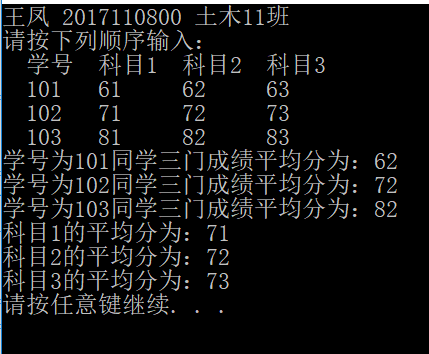 王凤 2017110800 土木11班
请按下列顺序输入:
学号 科目1 科目2 科目3
101 61 62 63
102 71 72 73
103 81 82 83
学号为101同学三门成绩平均分为: 62
学号为102同学三门成绩平均分为: 72
学号为103同学三门成绩平均分为: 82
科目1的平均分为: 71
科目2的平均分为: 72
科目3的平均分为: 73
请按任意键继续. . .